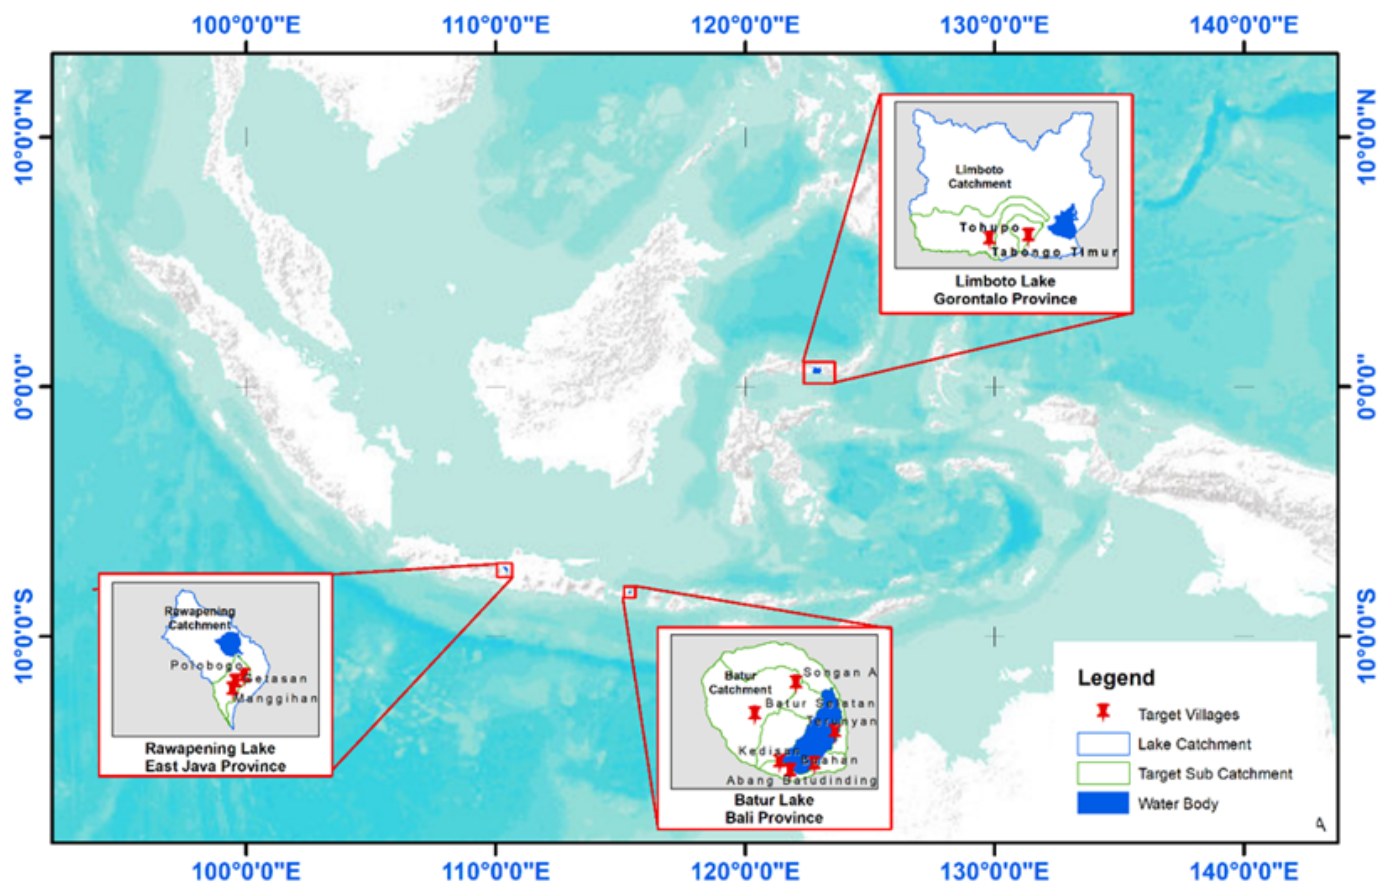 100°0'0"E 110°0'0"E 120°0'0"E 130°0'0"E 140°0'0"E
10°0'0"N
0°0'0"
10°0'0"S
10°0'0"N
0°0'0"
10°0'0"S
Limboto
Catchment
Tohupo
Tabongo Timur
Limboto Lake
Gorontalo Province
Rawapening
Catchment
Polobogo
Getasan
Manggihan
Rawapening Lake
East Java Province
Batur
Catchment
Songan A
Batur Selatan
Terunyan
Kedisan
Buahan
Abang Batudinding
Batur Lake
Bali Province
Legend
Target Villages
Lake Catchment
Target Sub Catchment
Water Body
100°0'0"E 110°0'0"E 120°0'0"E 130°0'0"E 140°0'0"E